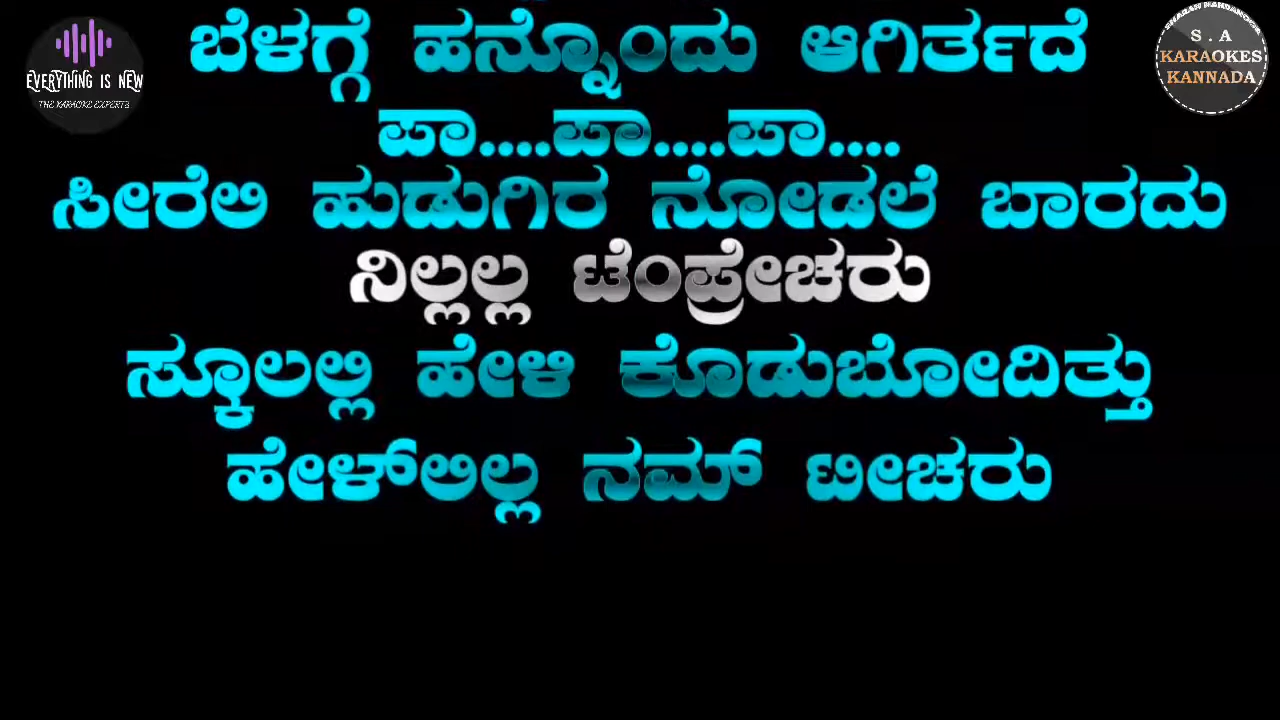 EVERYTHING IS NEW
THE KARAOKE EXPERTS
S . A
KARAOKES
KANNADA
ಬೆಳಗ್ಗೆ ಹನ್ನೊಂದು ಆಗಿರ್ತದೆ
ಪಾ....ಪಾ....ಪಾ....
ಸೀರೆಲಿ ಹುಡುಗಿರ ನೋಡಲೆ ಬಾರದು
ನಿಲ್ಲಲ್ಲ ಟೆಂಪ್ರೇಚರು
ಸ್ಕೂಲಲ್ಲಿ ಹೇಳಿ ಕೊಡುಬೋದಿತ್ತು
ಹೇಳ್‌ಲಿಲ್ಲ ನಮ್ ಟೀಚರು